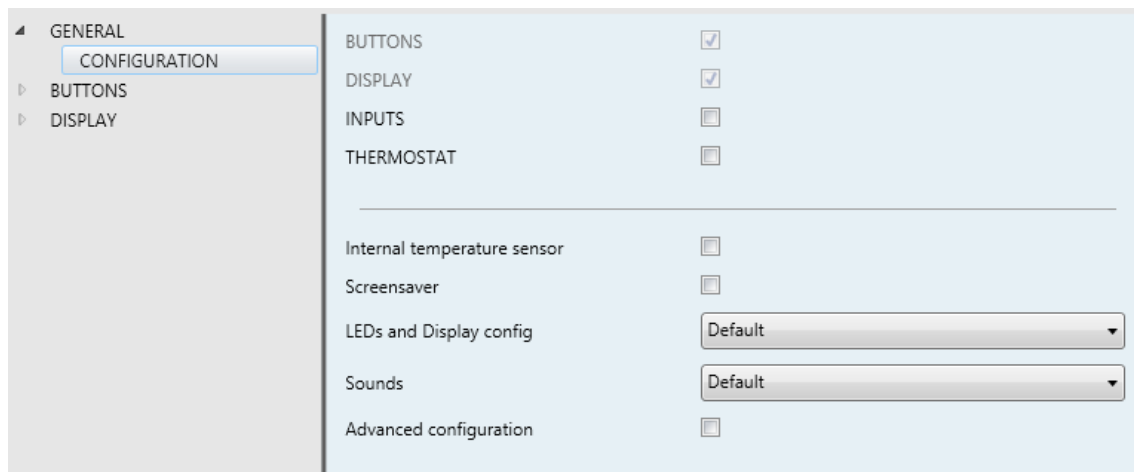 GENERAL
CONFIGURATION
BUTTONS
DISPLAY
BUTTONS
DISPLAY
INPUTS
THERMOSTAT
Internal temperature sensor
Screensaver
LEDs and Display config Default
Sounds Default
Advanced configuration